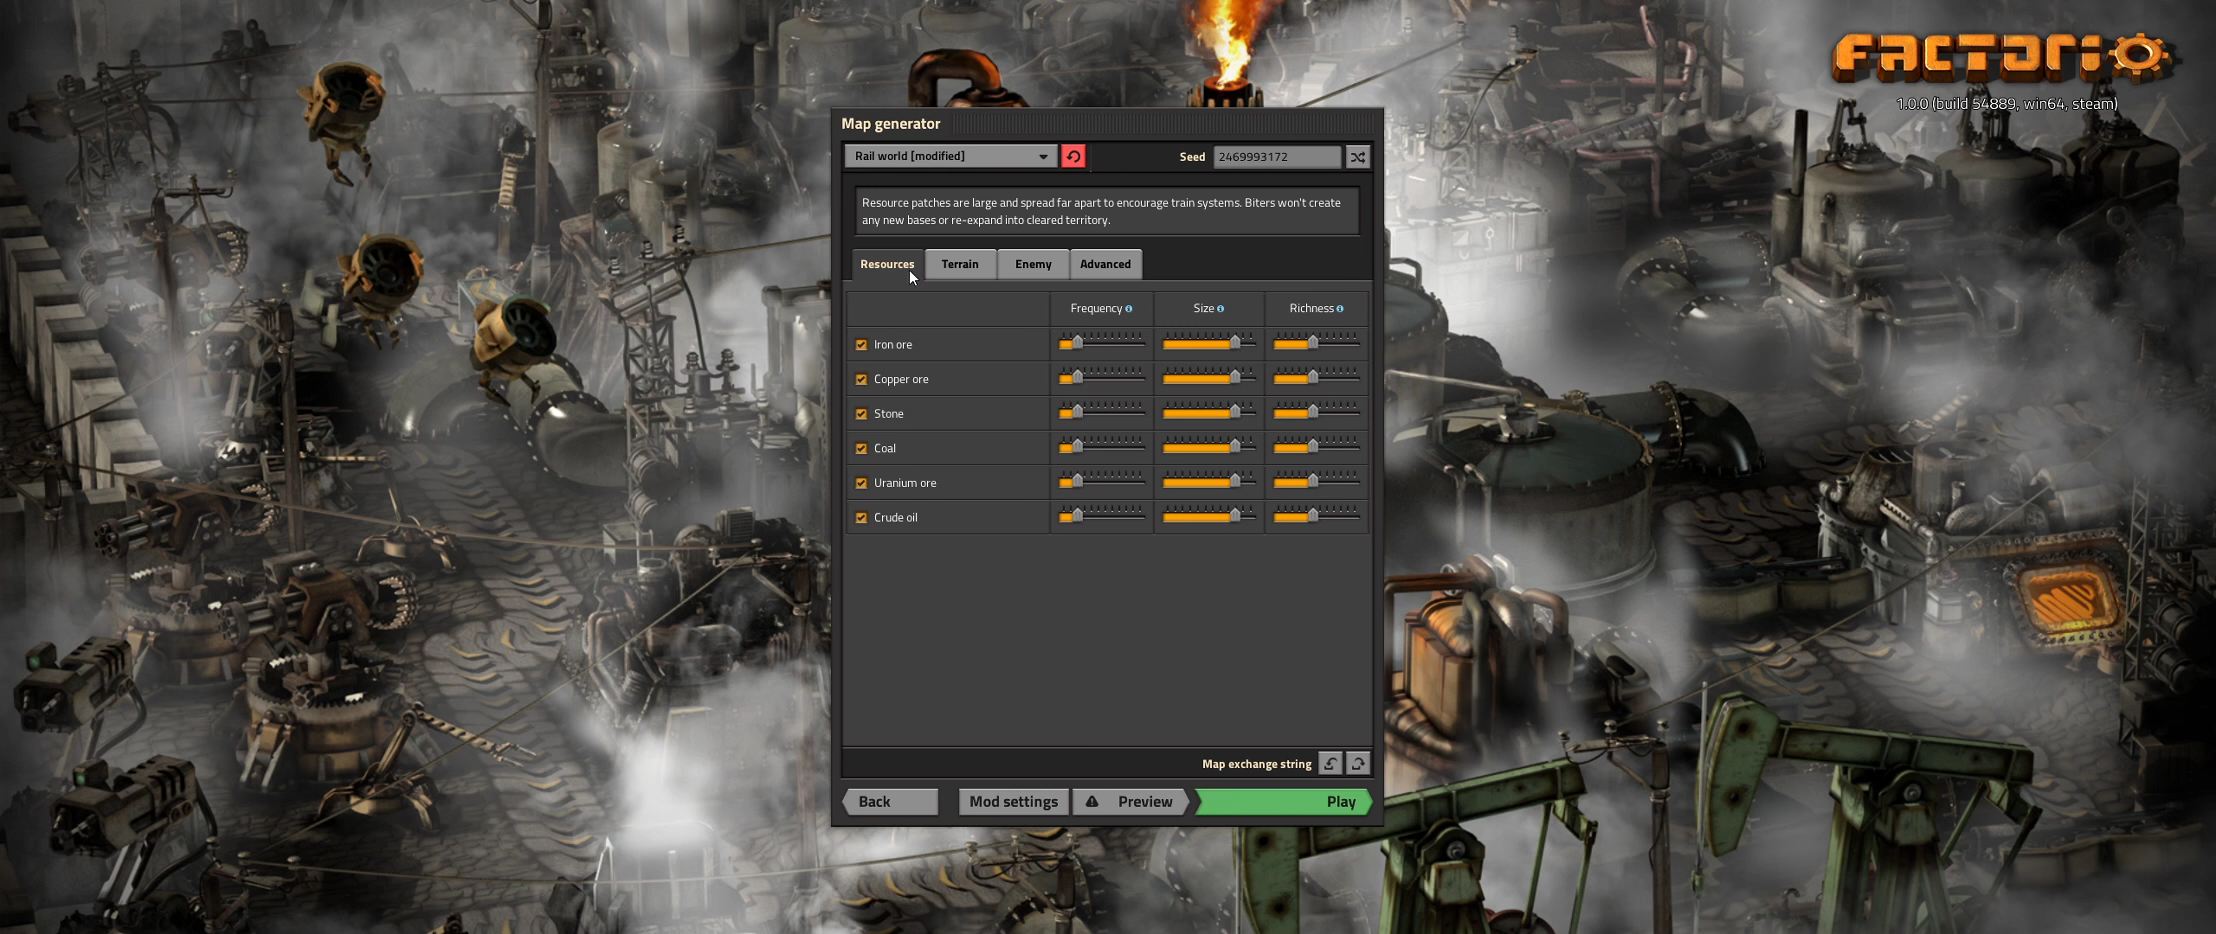 FACTORIO
1.0.0 (build 54889, win64, steam)
Map generator
Rail world [modified]
Seed 2469993172
Resource patches are large and spread far apart to encourage train systems. Biters won't create
any new bases or re-expand into cleared territory.
Resources Terrain Enemy Advanced
Frequency Size Richness
Iron ore
Copper ore
Stone
Coal
Uranium ore
Crude oil
Map exchange string
Back Mod settings Preview Play